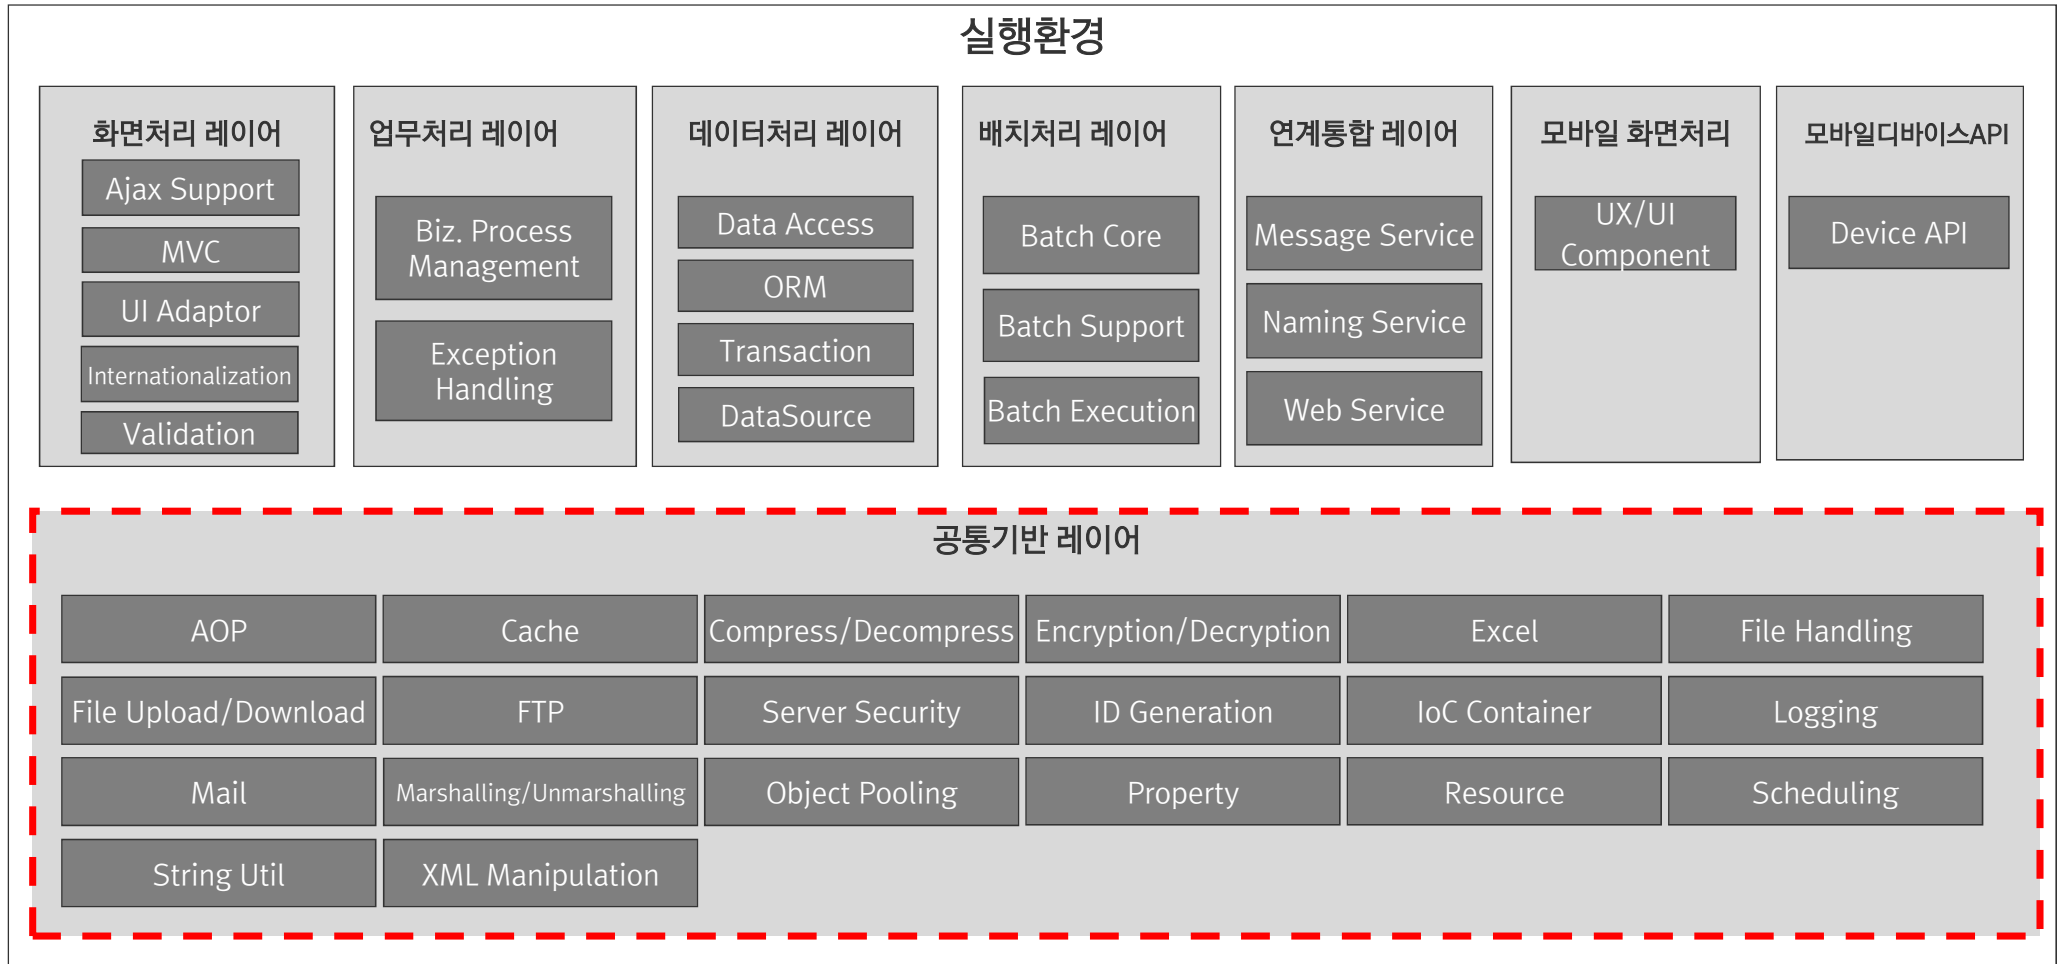 실행환경
화면처리 레이어
Ajax Support
MVC
UI Adaptor
Internationalization
Validation
업무처리 레이어
Biz. Process
Management
Exception
Handling
데이터처리 레이어
Data Access
ORM
Transaction
DataSource
배치처리 레이어
Batch Core
Batch Support
Batch Execution
연계통합 레이어
Message Service
Naming Service
Web Service
모바일 화면처리
UX/UI
Component
모바일디바이스API
Device API
공통기반 레이어
AOP
Cache
Compress/Decompress
Encryption/Decryption
Excel
File Handling
File Upload/Download
FTP
Server Security
ID Generation
IoC Container
Logging
Mail
Marshalling/Unmarshalling
Object Pooling
Property
Resource
Scheduling
String Util
XML Manipulation